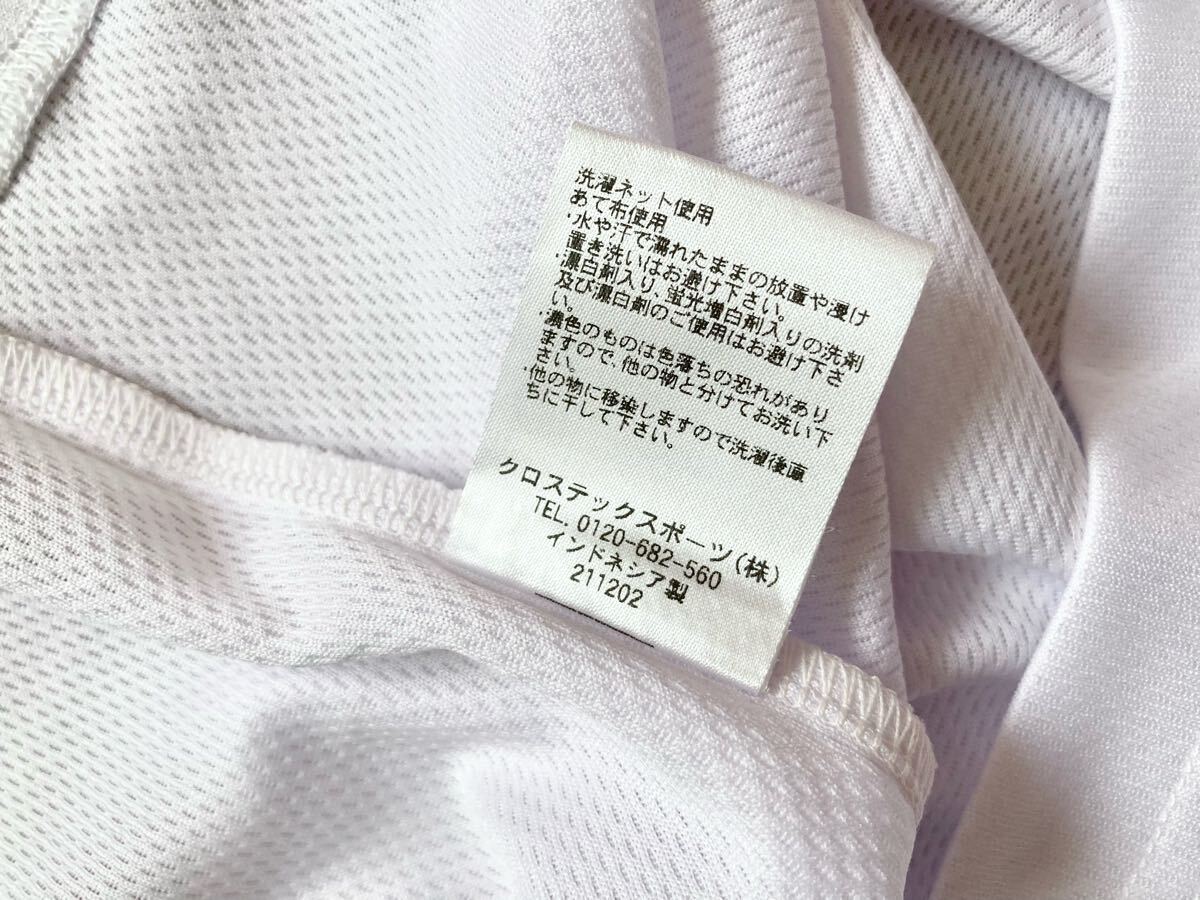 洗濯ネット使用
あて布使用
・水や汗で濡れたままの放置や浸け
置き洗いはお避け下さい。
・漂白剤入り、蛍光増白剤入りの洗剤
及び漂白剤のご使用はお避け下さ
い。
・濃色のものは色落ちの恐れがあり
ますので、他の物と分けてお洗い下
さい。
・他の物に移染しますので洗濯後直
ちに干して下さい。
クロステックスポーツ(株)
TEL. 0120-682-560
インドネシア製
211202